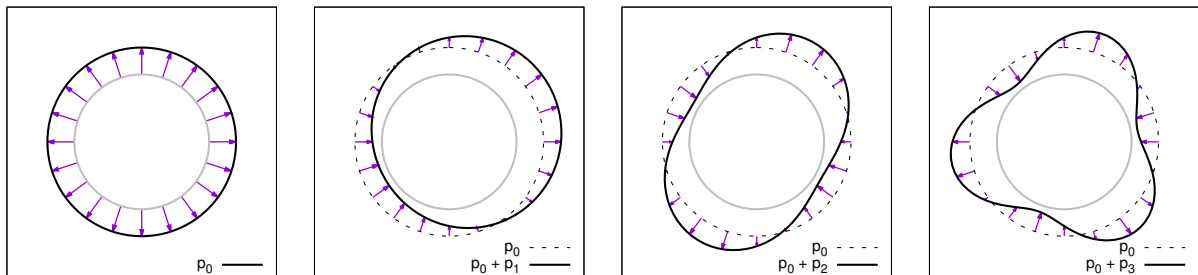 p₀
p₀
p₀ + p₁
p₀
p₀ + p₂
p₀
p₀ + p₃